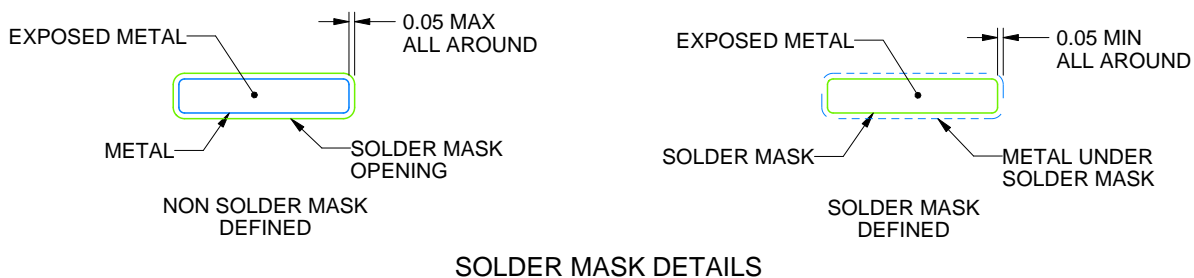 EXPOSED METAL
0.05 MAX
ALL AROUND
METAL
SOLDER MASK
OPENING
NON SOLDER MASK
DEFINED
EXPOSED METAL
0.05 MIN
ALL AROUND
SOLDER MASK
METAL UNDER
SOLDER MASK
SOLDER MASK
DEFINED
SOLDER MASK DETAILS